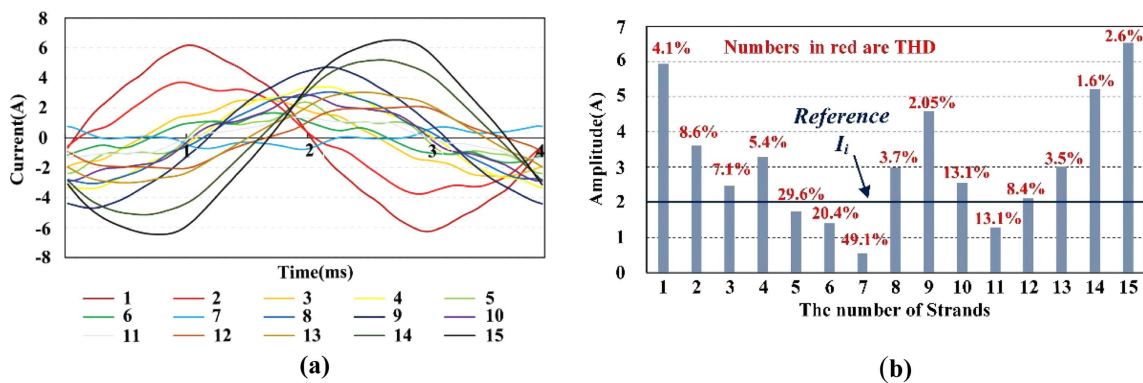 8
6
4
2
0
-2
-4
-6
-8
Current(A)
1 2 3 4
Time(ms)
1 2 3 4 5
6 7 8 9 10
11 12 13 14 15
(a)
7
6
5
4
3
2
1
0
Amplitude(A)
Numbers in red are THD
Reference
I_i
4.1%
8.6%
7.1%
5.4%
29.6%
20.4%
49.1%
3.7%
2.05%
13.1%
13.1%
8.4%
3.5%
1.6%
2.6%
1 2 3 4 5 6 7 8 9 10 11 12 13 14 15
The number of Strands
(b)